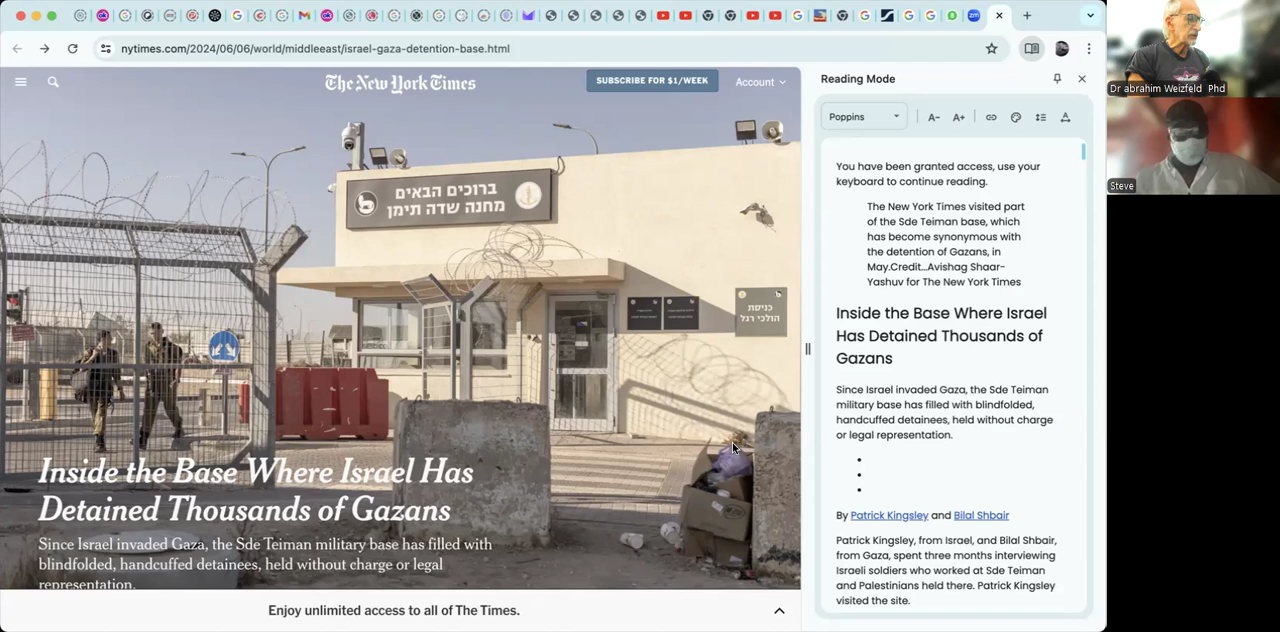 nytimes.com/2024/06/06/world/middleeast/israel-gaza-detention-base.html
The New York Times
SUBSCRIBE FOR $1/WEEK
Account
ברוכים הבאים
מחנה שדה תימן
כניסת
הולכי רגל
Inside the Base Where Israel Has
Detained Thousands of Gazans
Since Israel invaded Gaza, the Sde Teiman military base has filled with
blindfolded, handcuffed detainees, held without charge or legal
representation.
Enjoy unlimited access to all of The Times.
Reading Mode
Poppins
A-
A+
You have been granted access, use your
keyboard to continue reading.
The New York Times visited part
of the Sde Teiman base, which
has become synonymous with
the detention of Gazans, in
May.Credit...Avishag Shaar-
Yashuv for The New York Times
Inside the Base Where Israel
Has Detained Thousands of
Gazans
Since Israel invaded Gaza, the Sde Teiman
military base has filled with blindfolded,
handcuffed detainees, held without charge
or legal representation.
By Patrick Kingsley and Bilal Shbair
Patrick Kingsley, from Israel, and Bilal Shbair,
from Gaza, spent three months interviewing
Israeli soldiers who worked at Sde Teiman
and Palestinians held there. Patrick Kingsley
visited the site.
Dr abrahim Weizfeld Phd
Steve